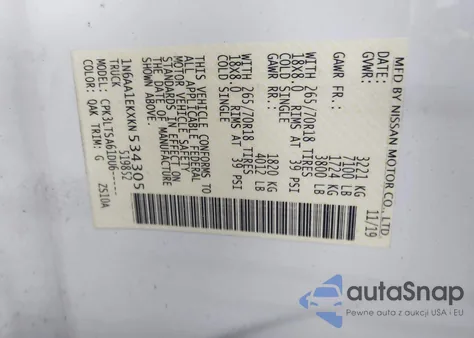 MFD BY NISSAN MOTOR CO.,LTD.
DATE: 11/19
GVWR: 3221 KG
7100 LB
GAWR FR.: 1724 KG
3800 LB
WITH 265/70R18 TIRES
18X8.0 RIMS AT 39 PSI
COLD SINGLE
GAWR RR.: 1820 KG
4012 LB
WITH 265/70R18 TIRES
18X8.0 RIMS AT 39 PSI
COLD SINGLE
THIS VEHICLE CONFORMS TO
ALL APPLICABLE FEDERAL
MOTOR VEHICLE SAFETY
STANDARDS IN EFFECT ON
THE DATE OF MANUFACTURE
SHOWN ABOVE.
1N6AA1EKXKN534305
TRUCK 519852
COLOR: QAK TRIM: G ZS10A
autoSnap
Pewne auta z aukcji USA i EU